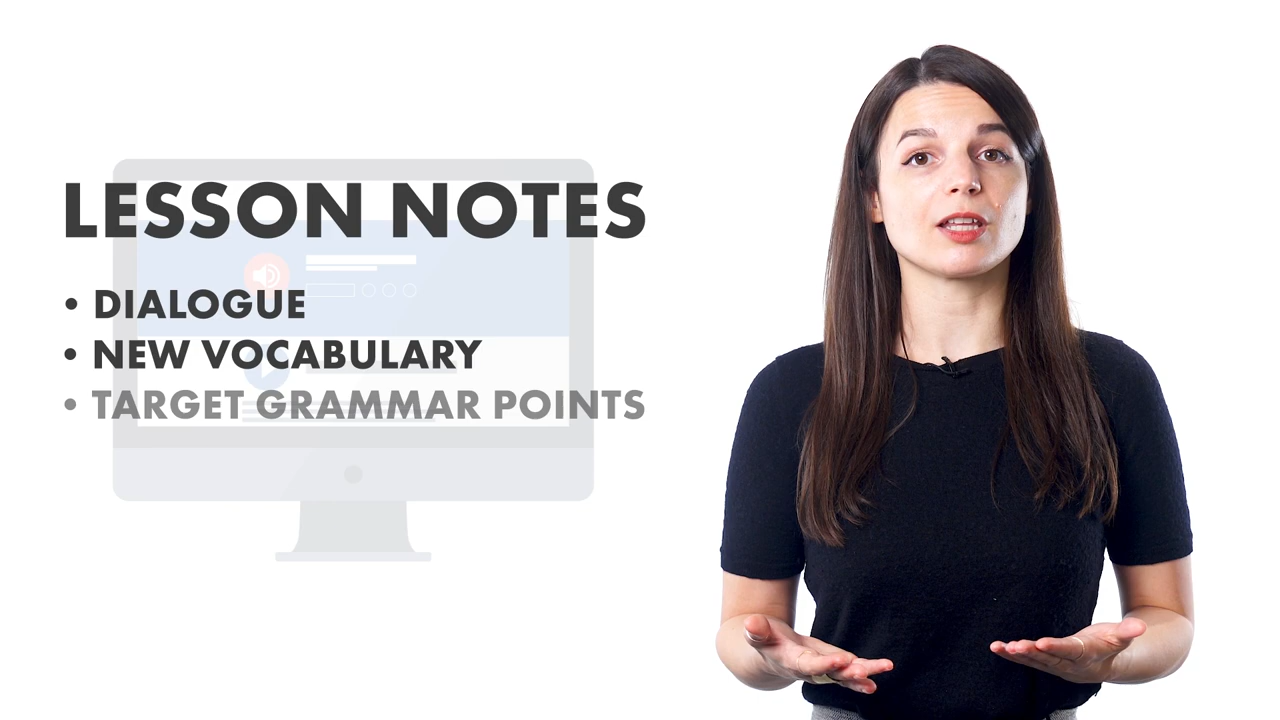 LESSON NOTES
• DIALOGUE
• NEW VOCABULARY
• TARGET GRAMMAR POINTS